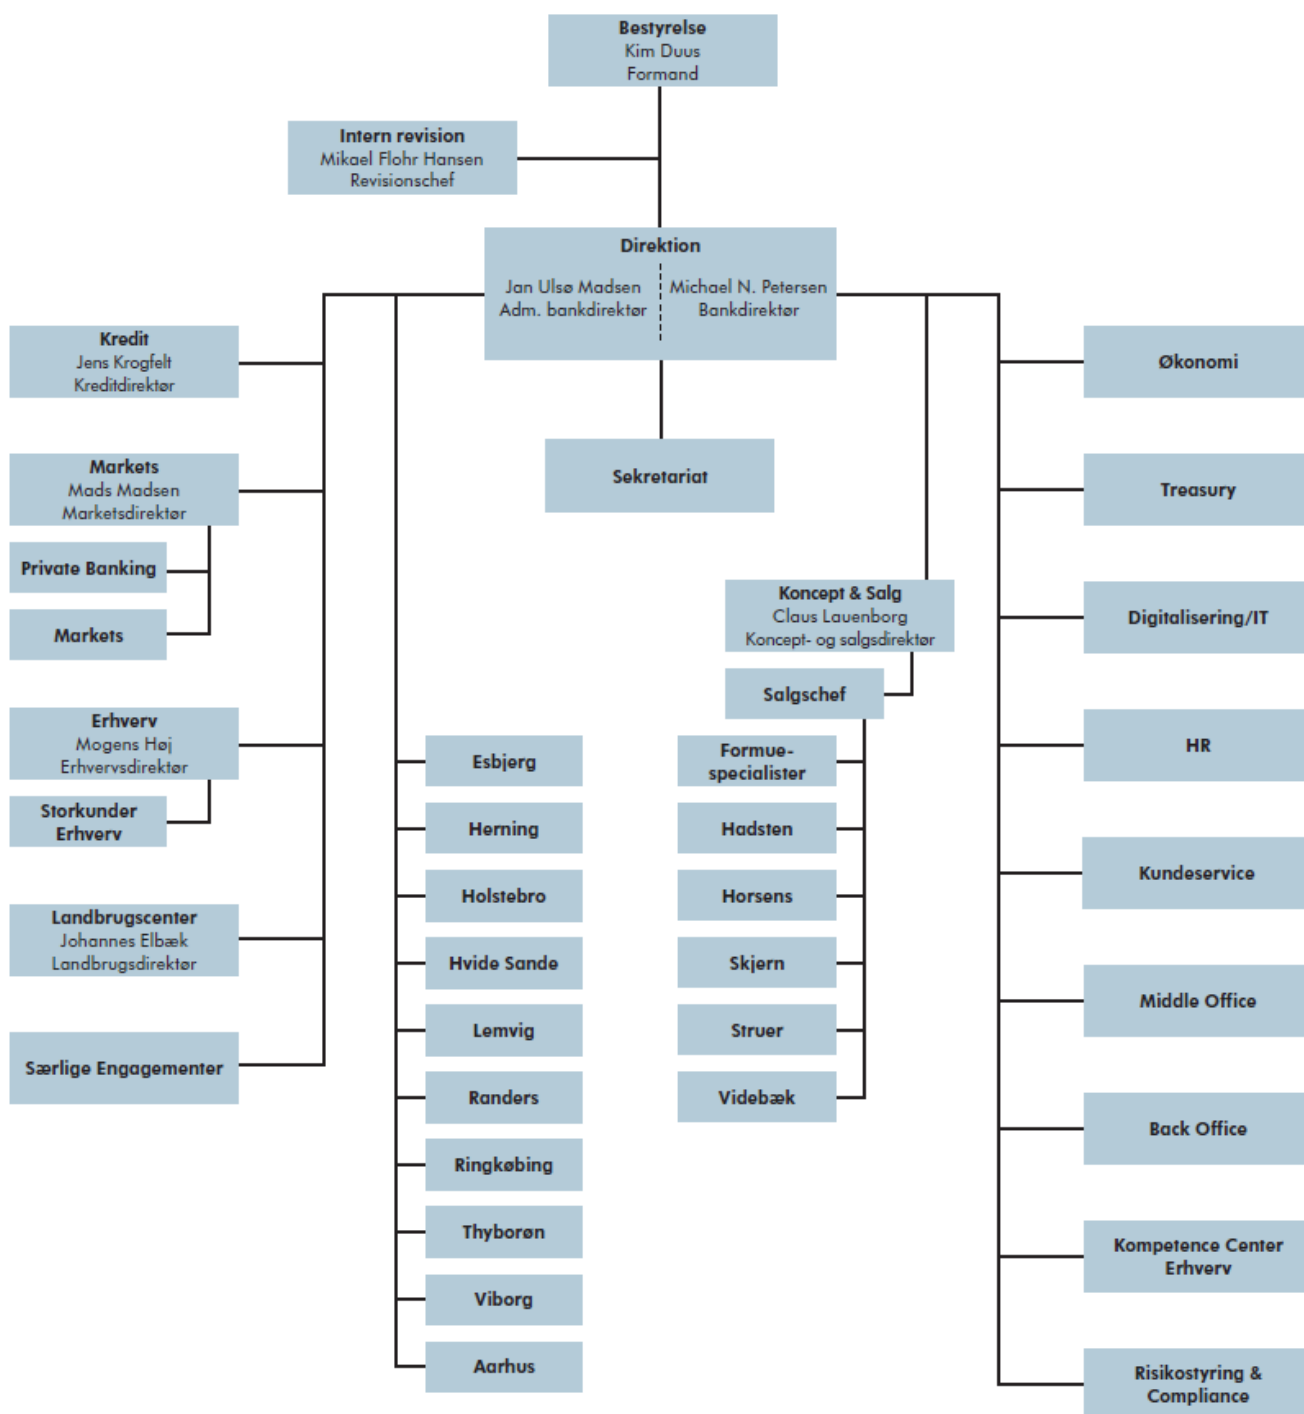 Bestyrelse
Kim Duus
Formand
Intern revision
Mikael Flohr Hansen
Revisionschef
Direktion
Jan Ulsø Madsen
Adm. bankdirektør
Michael N. Petersen
Bankdirektør
Sekretariat
Kredit
Jens Krogfelt
Kreditdirektør
Markets
Mads Madsen
Marketsdirektør
Private Banking
Markets
Erhverv
Mogens Høj
Erhvervsdirektør
Storkunder
Erhverv
Landbrugscenter
Johannes Elbæk
Landbrugsdirektør
Særlige Engagementer
Esbjerg
Herning
Holstebro
Hvide Sande
Lemvig
Randers
Ringkøbing
Thyborøn
Viborg
Aarhus
Koncept & Salg
Claus Lauenborg
Koncept- og salgsdirektør
Salgschef
Formue-
specialister
Hadsten
Horsens
Skjern
Struer
Videbæk
Økonomi
Treasury
Digitalisering/IT
HR
Kundeservice
Middle Office
Back Office
Kompetence Center
Erhverv
Risikostyring &
Compliance